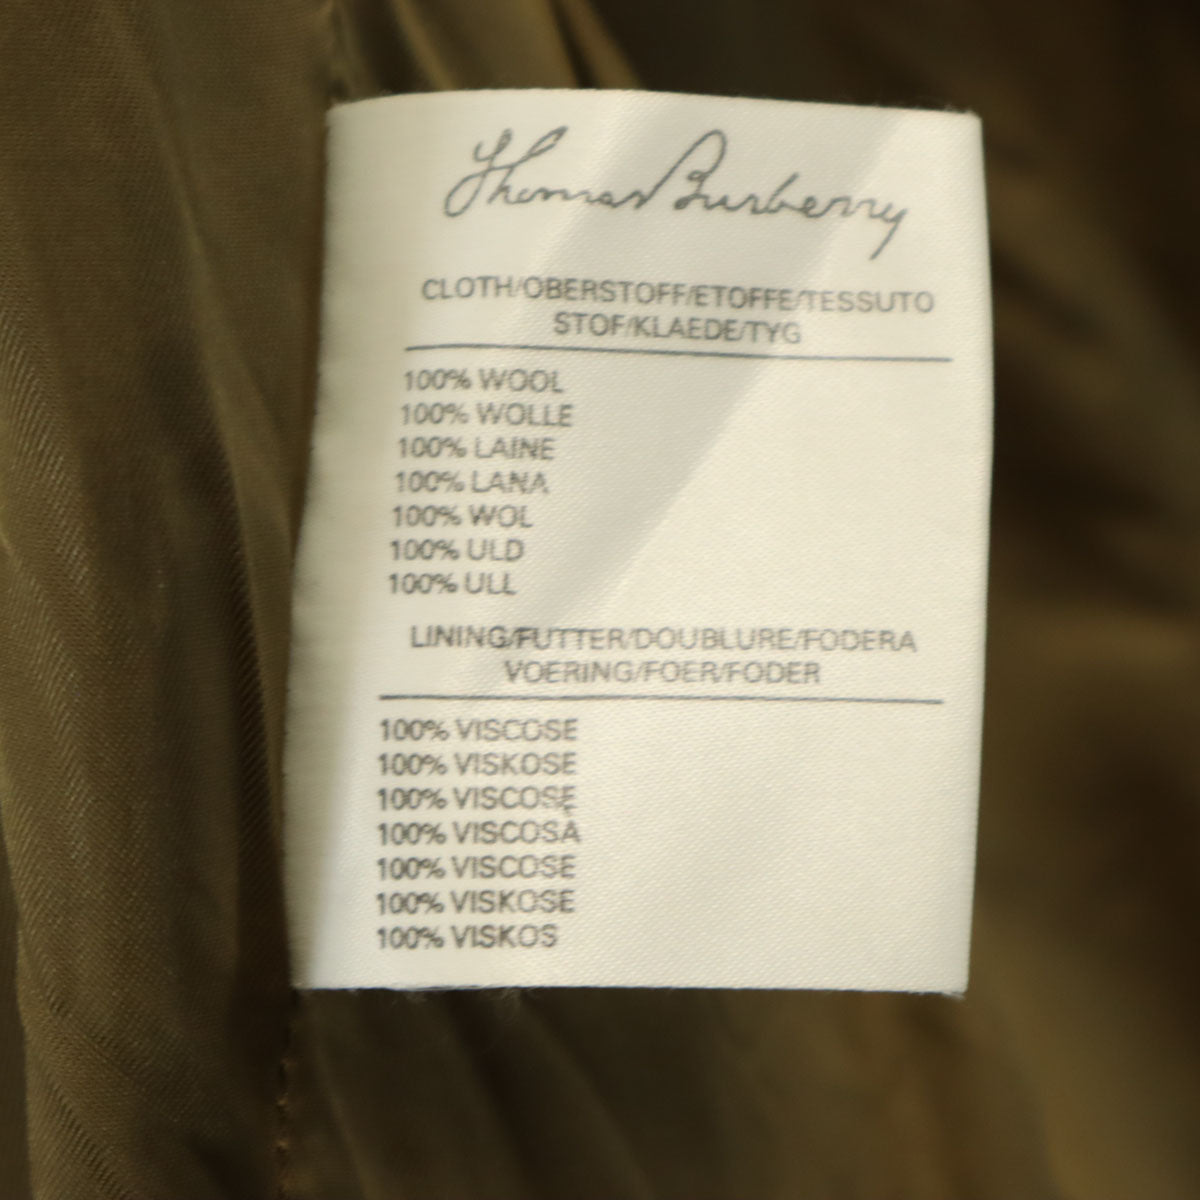 Thomas Burberry
CLOTH/OBERSTOFF/ETOFFE/TESSUTO
STOF/KLAEDE/TYG
100% WOOL
100% WOLLE
100% LAINE
100% LANA
100% WOL
100% ULD
100% ULL
LINING/FUTTER/DOUBLURE/FODERA
VOERING/FOER/FODER
100% VISCOSE
100% VISKOSE
100% VISCOSE
100% VISCOSA
100% VISCOSE
100% VISKOSE
100% VISKOS